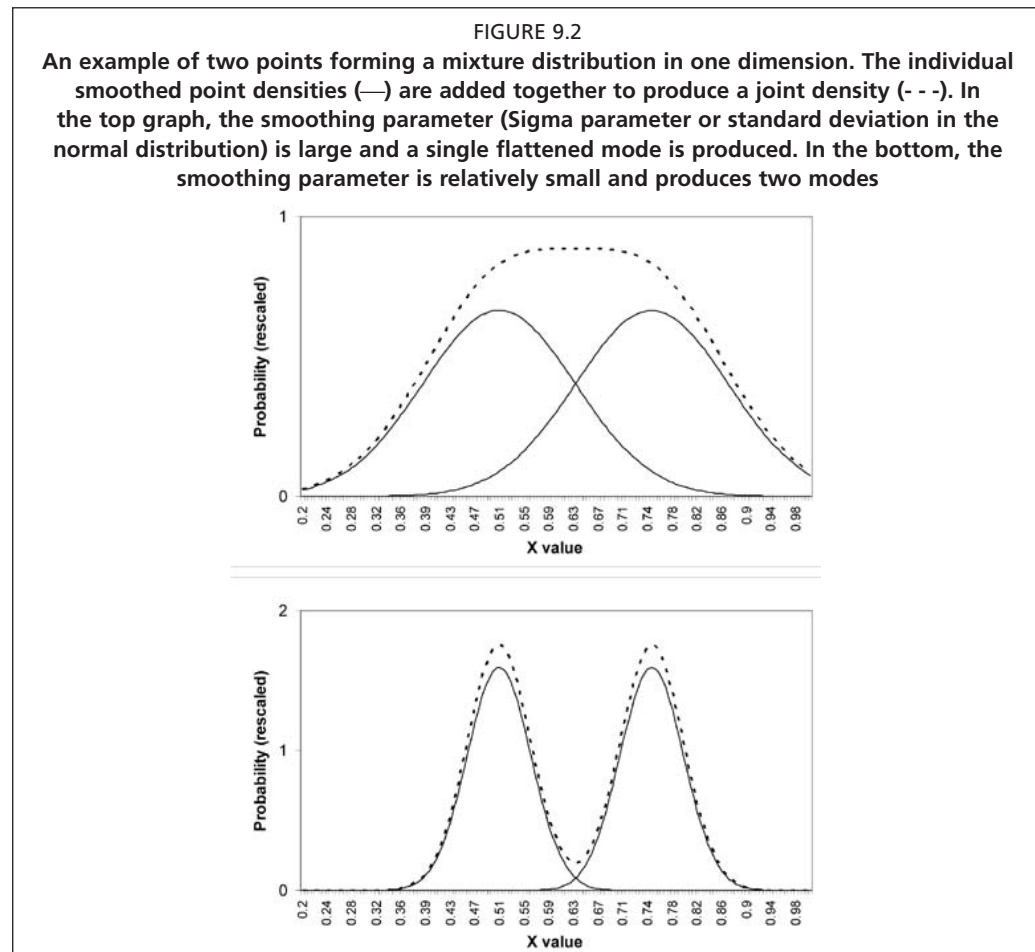 FIGURE 9.2
An example of two points forming a mixture distribution in one dimension. The individual
smoothed point densities (—) are added together to produce a joint density (- - -). In
the top graph, the smoothing parameter (Sigma parameter or standard deviation in the
normal distribution) is large and a single flattened mode is produced. In the bottom, the
smoothing parameter is relatively small and produces two modes
1
Probability (rescaled)
0
0.2 0.24 0.28 0.32 0.36 0.39 0.43 0.47 0.51 0.55 0.59 0.63 0.67 0.71 0.74 0.78 0.82 0.86 0.9 0.94 0.98
X value
2
Probability (rescaled)
1
0
0.2 0.24 0.28 0.32 0.36 0.39 0.43 0.47 0.51 0.55 0.59 0.63 0.67 0.71 0.74 0.78 0.82 0.86 0.9 0.94 0.98
X value